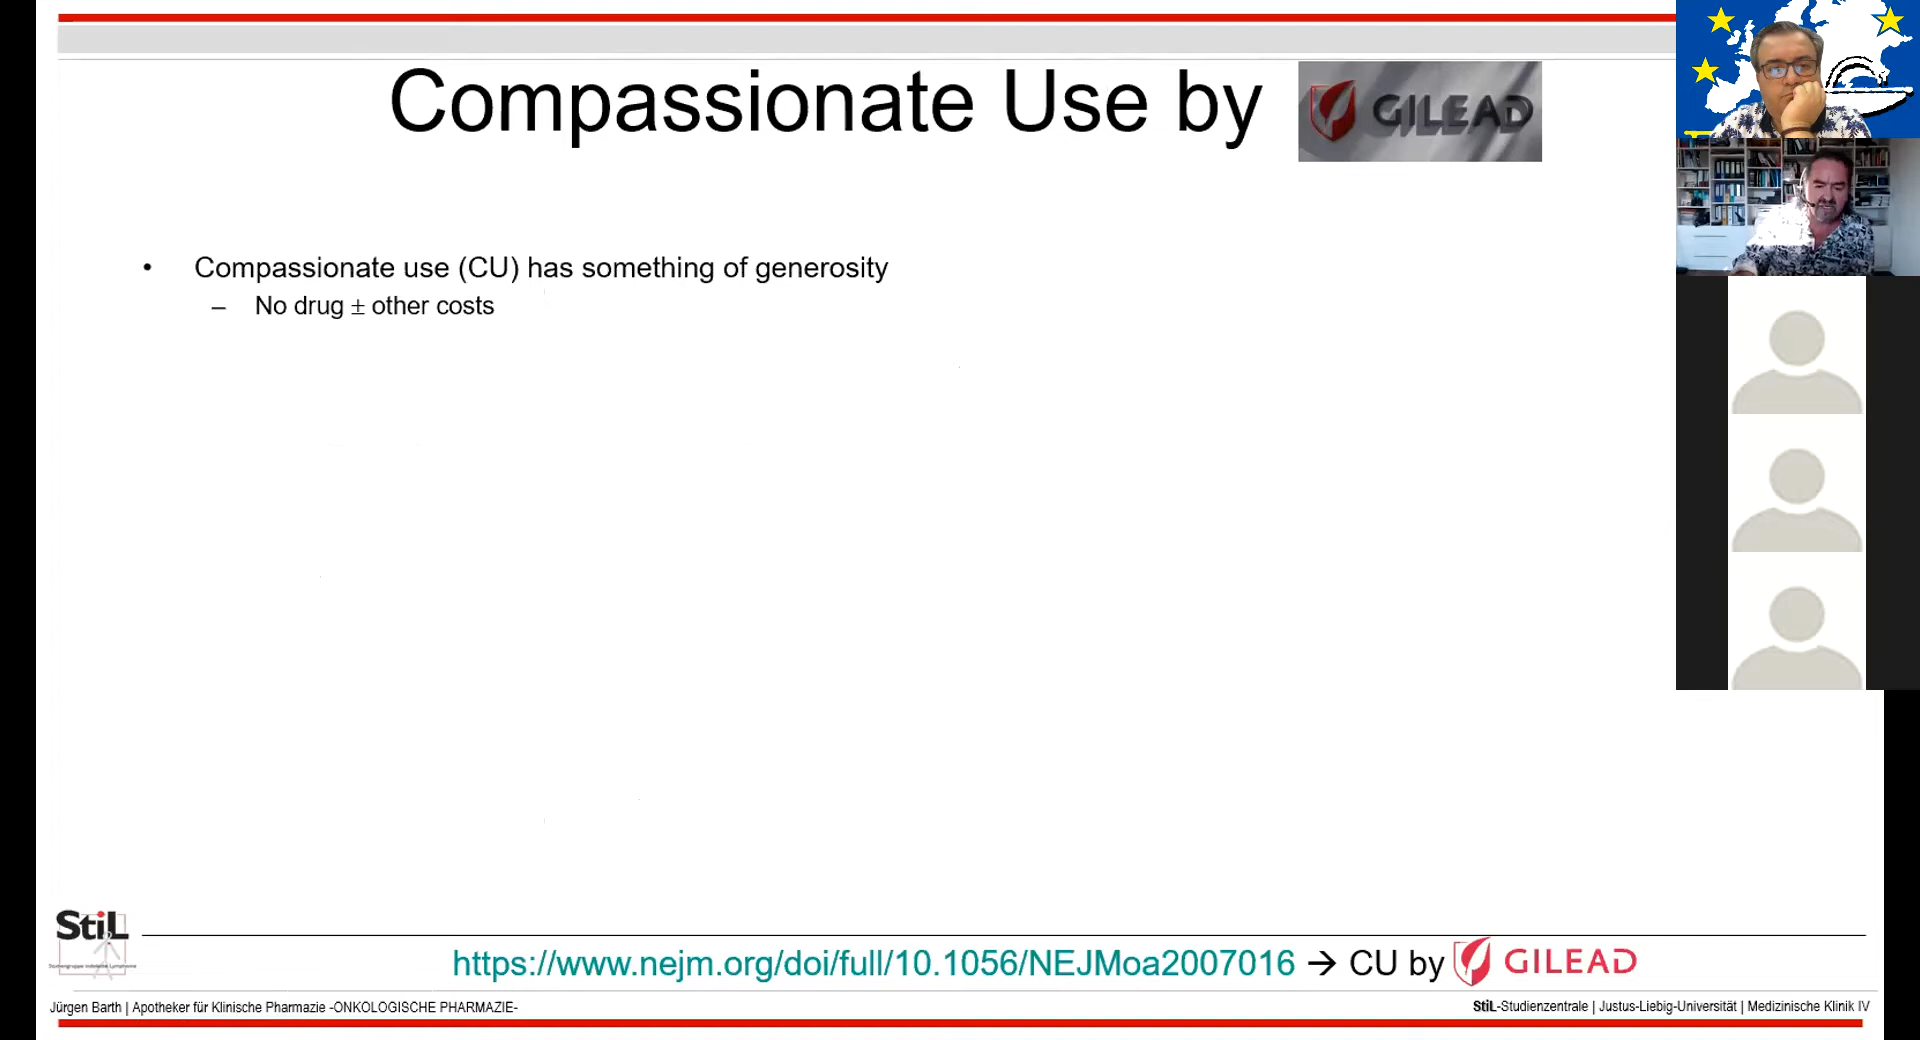 Compassionate Use by GILEAD
• Compassionate use (CU) has something of generosity
– No drug ± other costs
StiL
https://www.nejm.org/doi/full/10.1056/NEJMoa2007016 → CU by GILEAD
Jürgen Barth | Apotheker für Klinische Pharmazie -ONKOLOGISCHE PHARMAZIE-
StiL-Studienzentrale | Justus-Liebig-Universität | Medizinische Klinik IV